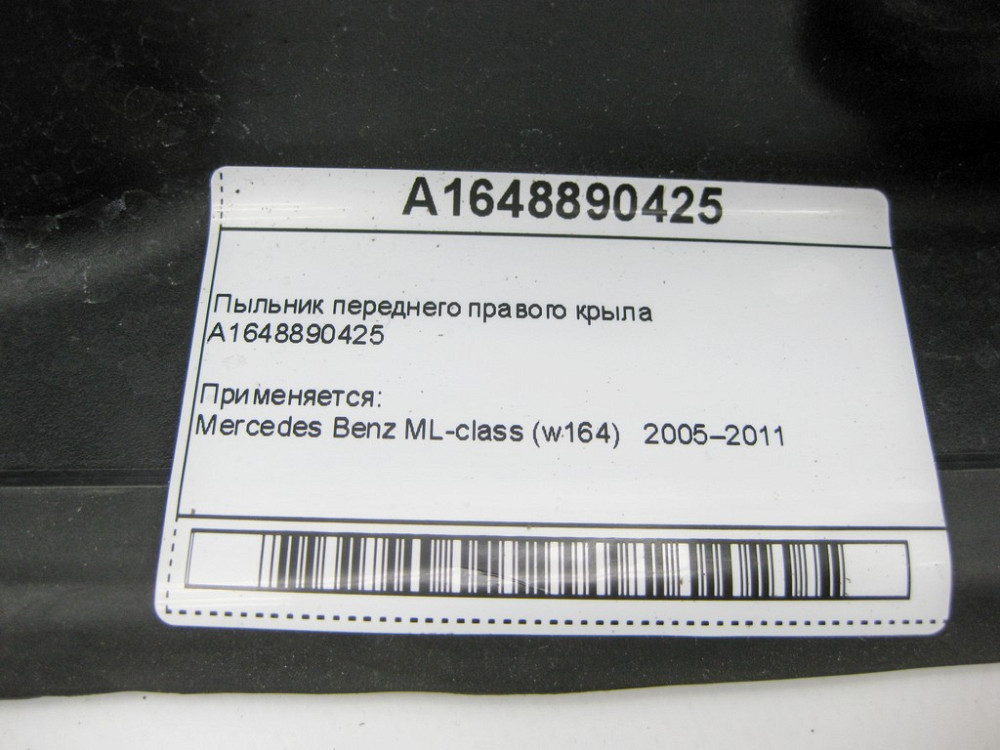 A1648890425
Пыльник переднего правого крыла
A1648890425
Применяется:
Mercedes Benz ML-class (w164) 2005–2011